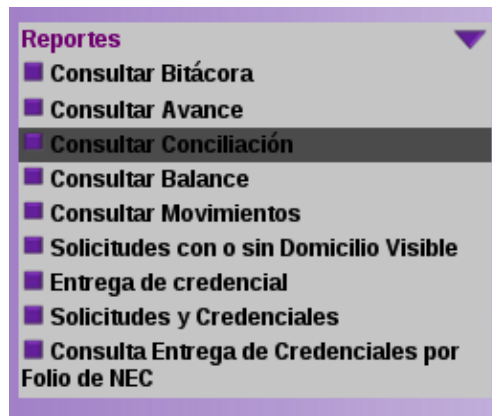 Reportes
Consultar Bitácora
Consultar Avance
Consultar Conciliación
Consultar Balance
Consultar Movimientos
Solicitudes con o sin Domicilio Visible
Entrega de credencial
Solicitudes y Credenciales
Consulta Entrega de Credenciales por
Folio de NEC